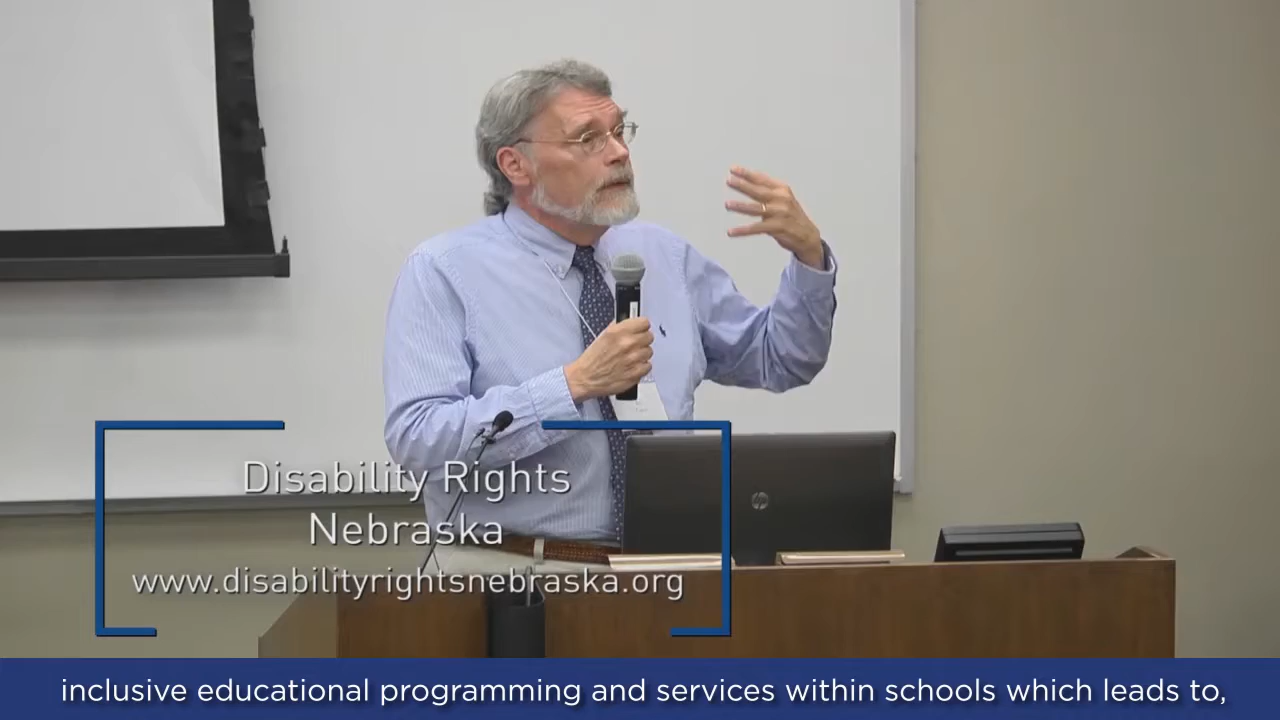 Disability Rights
Nebraska
www.disabilityrightsnebraska.org
inclusive educational programming and services within schools which leads to,